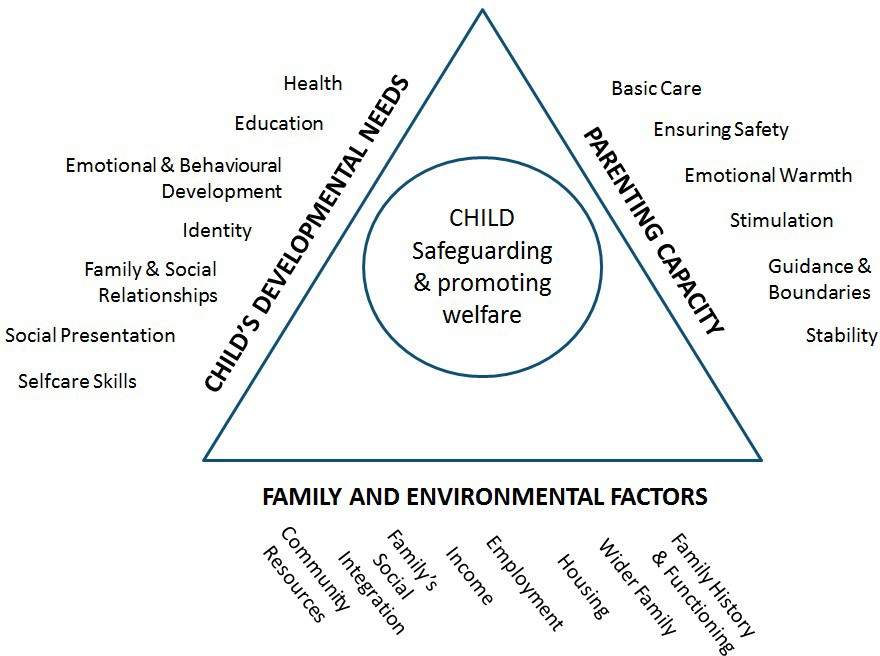 Health
Education
Emotional & Behavioural
Development
Identity
Family & Social
Relationships
Social Presentation
Selfcare Skills
CHILD'S DEVELOPMENTAL NEEDS
CHILD
Safeguarding
& promoting
welfare
PARENTING CAPACITY
Basic Care
Ensuring Safety
Emotional Warmth
Stimulation
Guidance &
Boundaries
Stability
FAMILY AND ENVIRONMENTAL FACTORS
Community
Resources
Family's
Social
Integration
Income
Employment
Housing
Wider Family
Family History
& Functioning